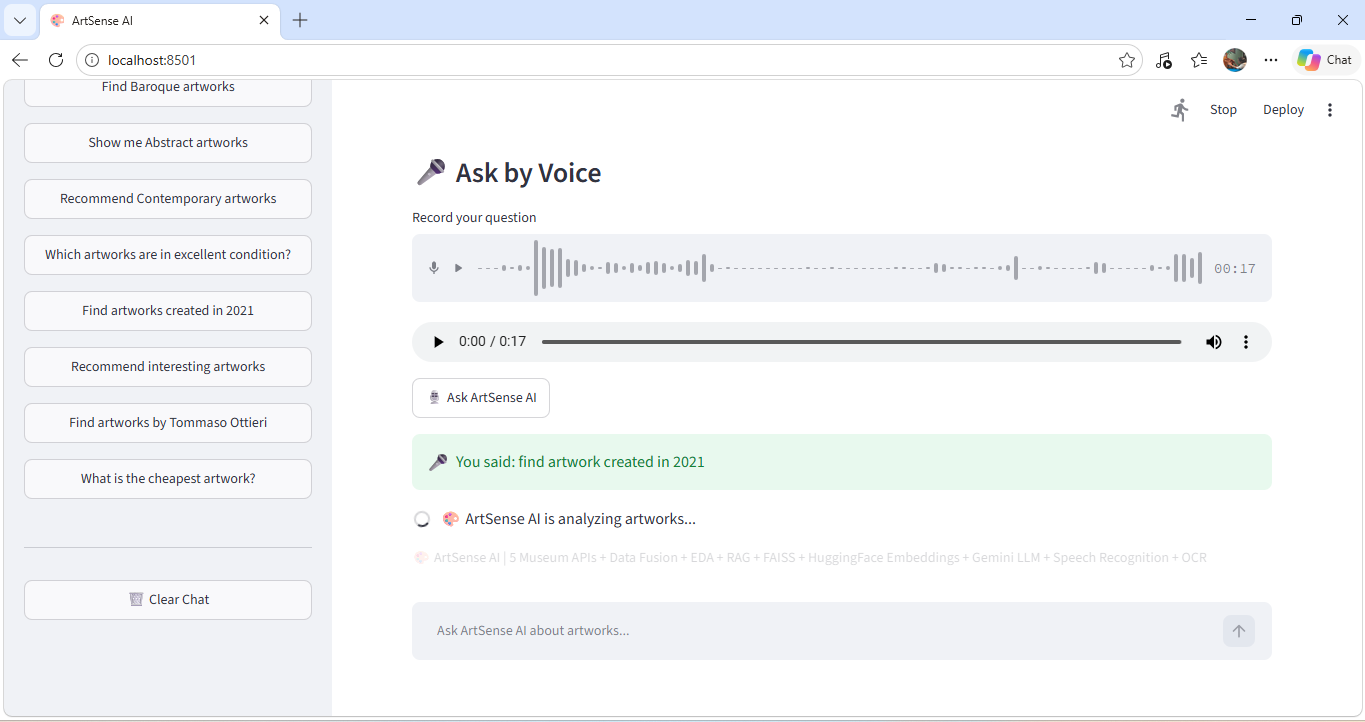 ArtSense AI
localhost:8501
Chat
Find Baroque artworks
Show me Abstract artworks
Recommend Contemporary artworks
Which artworks are in excellent condition?
Find artworks created in 2021
Recommend interesting artworks
Find artworks by Tommaso Ottieri
What is the cheapest artwork?
Clear Chat
Stop
Deploy
Ask by Voice
Record your question
00:17
0:00 / 0:17
Ask ArtSense AI
You said: find artwork created in 2021
ArtSense AI is analyzing artworks...
ArtSense AI | 5 Museum APIs + Data Fusion + EDA + RAG + FAISS + HuggingFace Embeddings + Gemini LLM + Speech Recognition + OCR
Ask ArtSense AI about artworks...